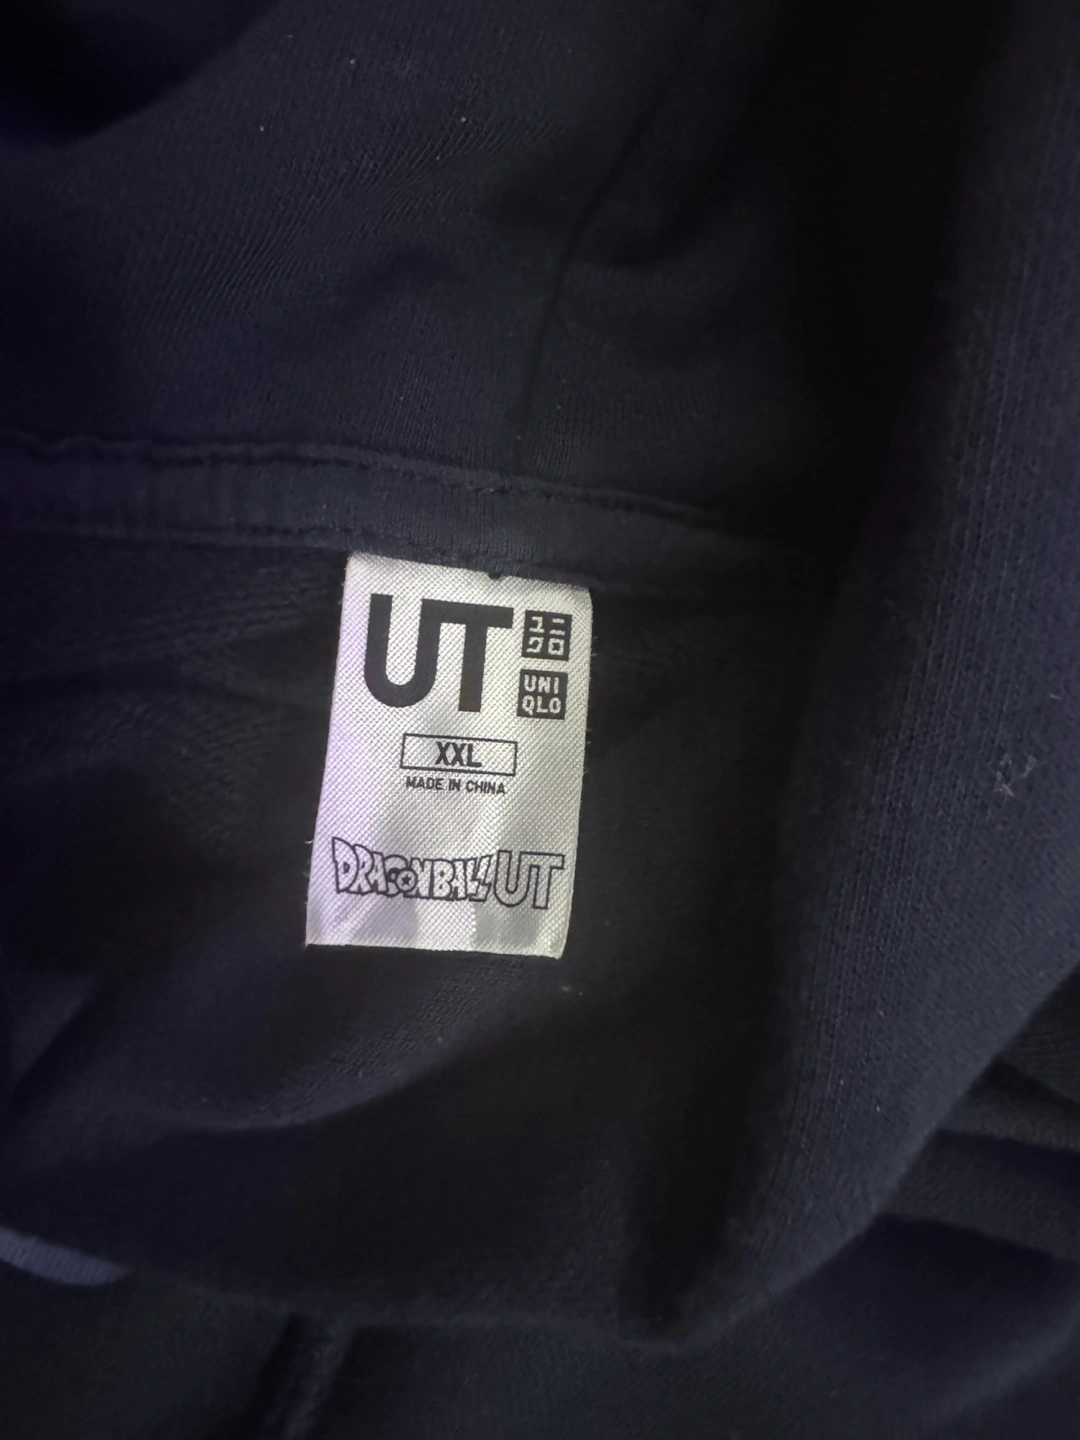 UT
ユニ
クロ
UNI
QLO
XXL
MADE IN CHINA
DRAGONBALL UT